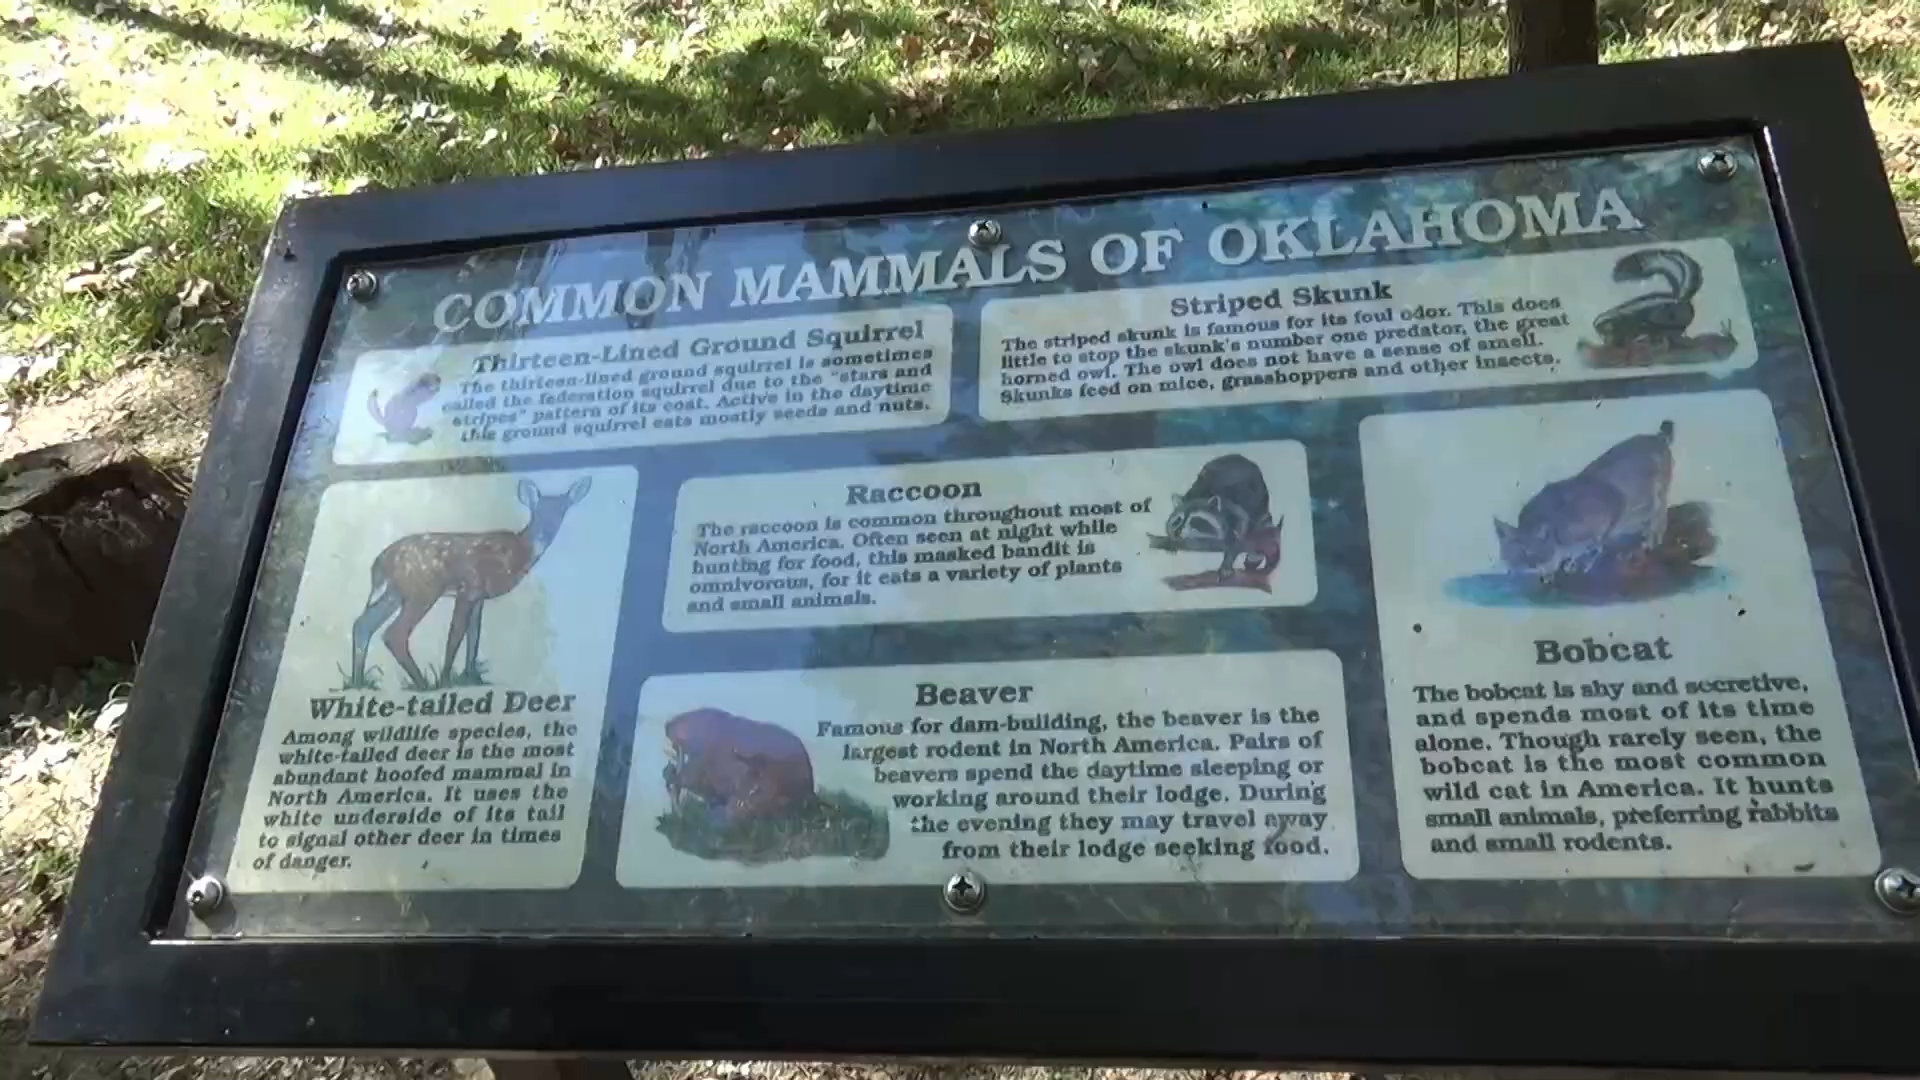 COMMON MAMMALS OF OKLAHOMA
Thirteen-Lined Ground Squirrel
The thirteen-lined ground squirrel is sometimes
called the federation squirrel due to the "stars and
stripes" pattern of its coat. Active in the daytime
this ground squirrel eats mostly seeds and nuts.
Striped Skunk
The striped skunk is famous for its foul odor. This does
little to stop the skunk's number one predator, the great
horned owl. The owl does not have a sense of smell.
Skunks feed on mice, grasshoppers and other insects.
White-tailed Deer
Among wildlife species, the
white-tailed deer is the most
abundant hoofed mammal in
North America. It uses the
white underside of its tail
to signal other deer in times
of danger.
Raccoon
The raccoon is common throughout most of
North America. Often seen at night while
hunting for food, this masked bandit is
omnivorous, for it eats a variety of plants
and small animals.
Beaver
Famous for dam-building, the beaver is the
largest rodent in North America. Pairs of
beavers spend the daytime sleeping or
working around their lodge. During
the evening they may travel away
from their lodge seeking food.
Bobcat
The bobcat is shy and secretive,
and spends most of its time
alone. Though rarely seen, the
bobcat is the most common
wild cat in America. It hunts
small animals, preferring rabbits
and small rodents.